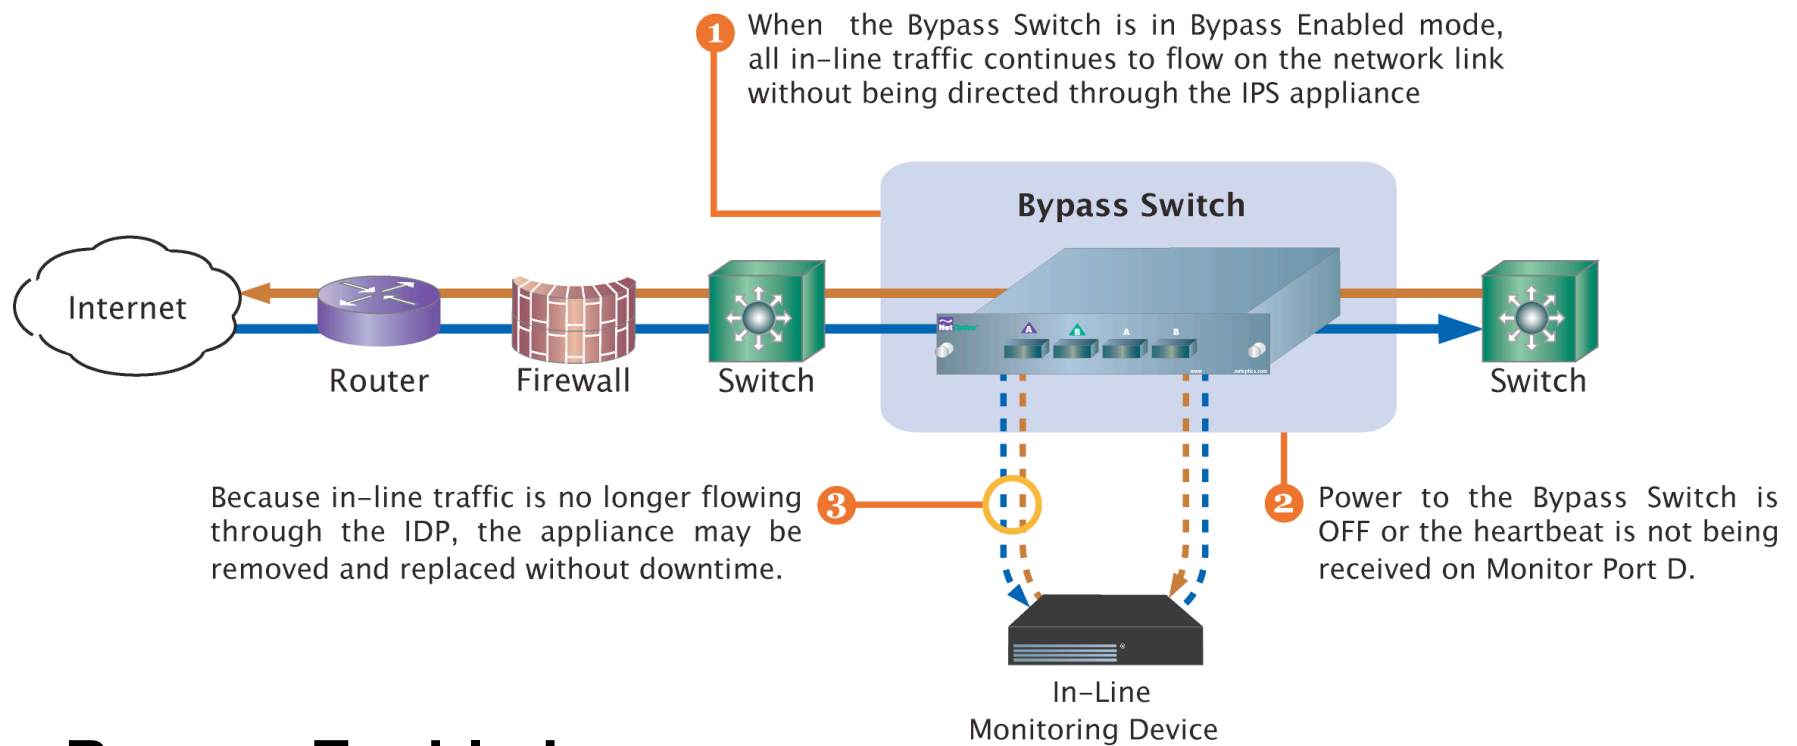 1 When the Bypass Switch is in Bypass Enabled mode,
all in-line traffic continues to flow on the network link
without being directed through the IPS appliance
Bypass Switch
Internet
Router
Firewall
Switch
NetOptics
A B A B
Switch
Because in-line traffic is no longer flowing 3
through the IDP, the appliance may be
removed and replaced without downtime.
2 Power to the Bypass Switch is
OFF or the heartbeat is not being
received on Monitor Port D.
In-Line
Monitoring Device